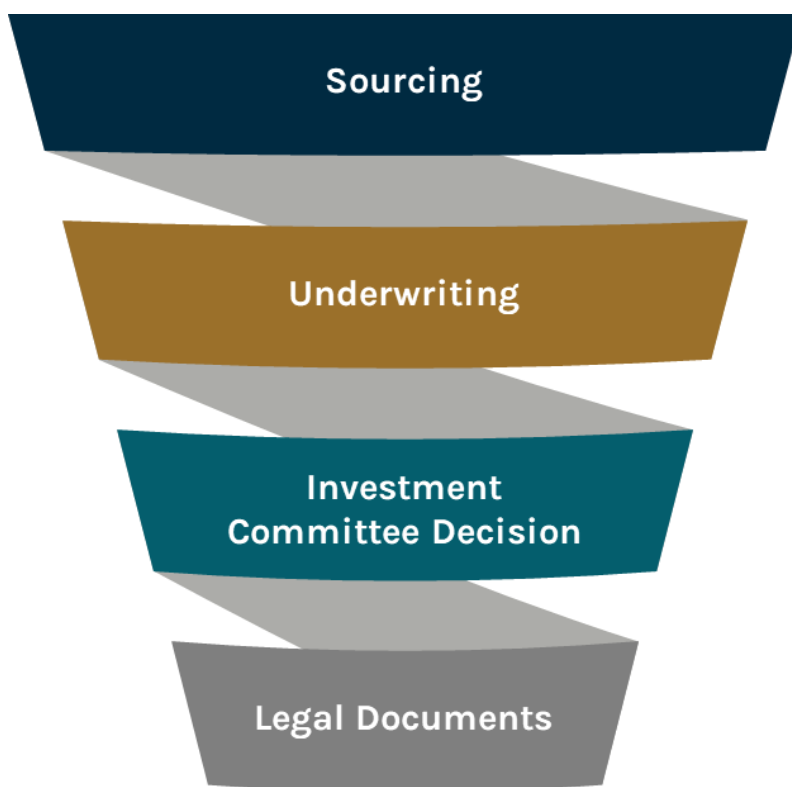 Sourcing
Underwriting
Investment
Committee Decision
Legal Documents